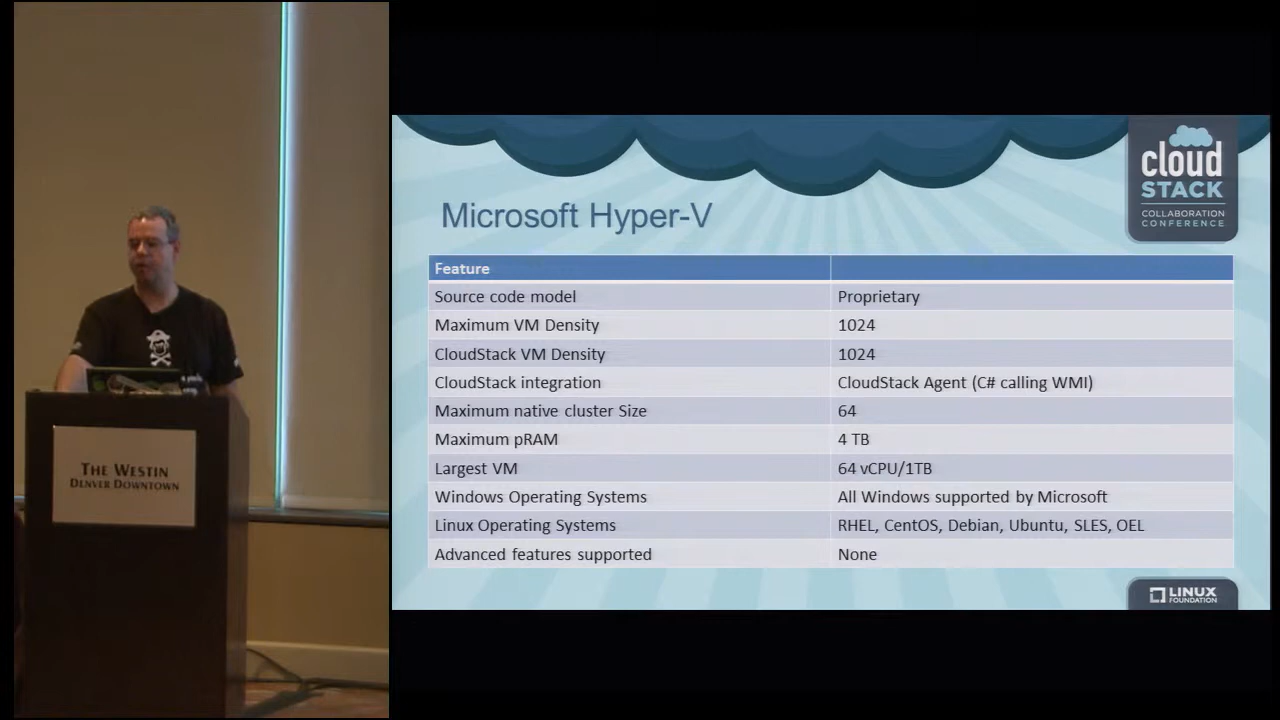 THE WESTIN
DENVER DOWNTOWN
cloud
STACK
COLLABORATION
CONFERENCE
Microsoft Hyper-V
Feature
Source code model Proprietary
Maximum VM Density 1024
CloudStack VM Density 1024
CloudStack integration CloudStack Agent (C# calling WMI)
Maximum native cluster Size 64
Maximum pRAM 4 TB
Largest VM 64 vCPU/1TB
Windows Operating Systems All Windows supported by Microsoft
Linux Operating Systems RHEL, CentOS, Debian, Ubuntu, SLES, OEL
Advanced features supported None
LINUX
FOUNDATION